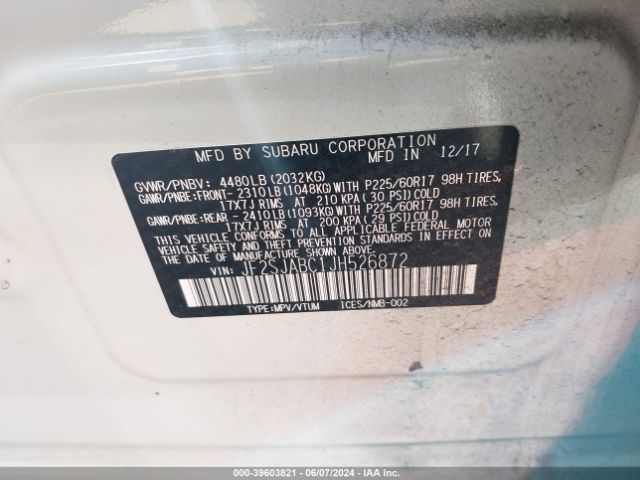 MFD BY SUBARU CORPORATION
MFD IN 12/17
GVWR/PNBV: 4480LB (2032KG)
GAWR/PNBE: FRONT - 2310LB (1048KG) WITH P225/60R17 98H TIRES,
17X7J RIMS AT 210 KPA (30 PSI) COLD
GAWR/PNBE: REAR - 2410LB (1093KG) WITH P225/60R17 98H TIRES,
17X7J RIMS AT 200 KPA (29 PSI) COLD
THIS VEHICLE CONFORMS TO ALL APPLICABLE FEDERAL MOTOR
VEHICLE SAFETY AND BUMPER STANDARDS IN EFFECT ON
THE DATE OF MANUFACTURE SHOWN ABOVE.
VIN: JF2SJABC1JH526872
TYPE:MPV/VTUM ICES/NMB-002
000-39603821 - 06/07/2024 - IAA Inc.